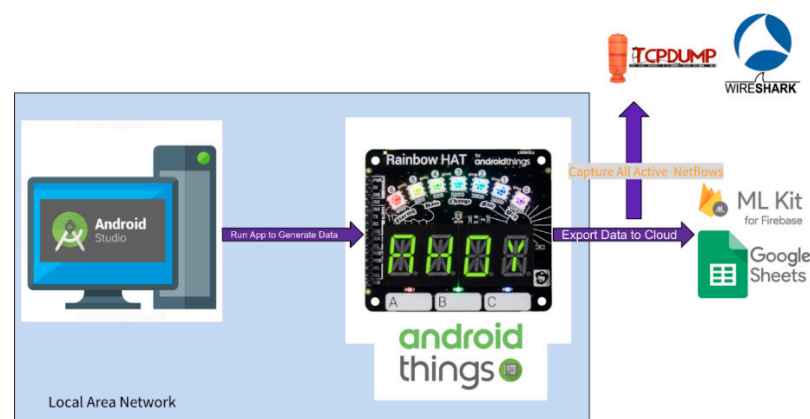 TCPDUMP
WIRESHARK
Rainbow HAT for androidthings
Capture All Active Netflows
Android
Studio
Run App to Generate Data
AHOY
Export Data to Cloud
ML Kit
for Firebase
Google
Sheets
A B C
android
things
Local Area Network